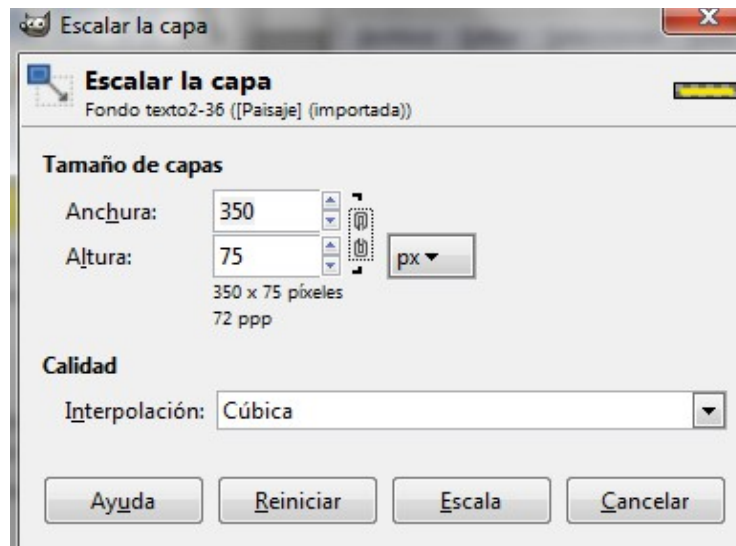 Escalar la capa
Escalar la capa
Fondo texto2-36 ([Paisaje] (importada))
Tamaño de capas
Anchura: 350
Altura: 75 px
350 x 75 píxeles
72 ppp
Calidad
Interpolación: Cúbica
Ayuda Reiniciar Escala Cancelar